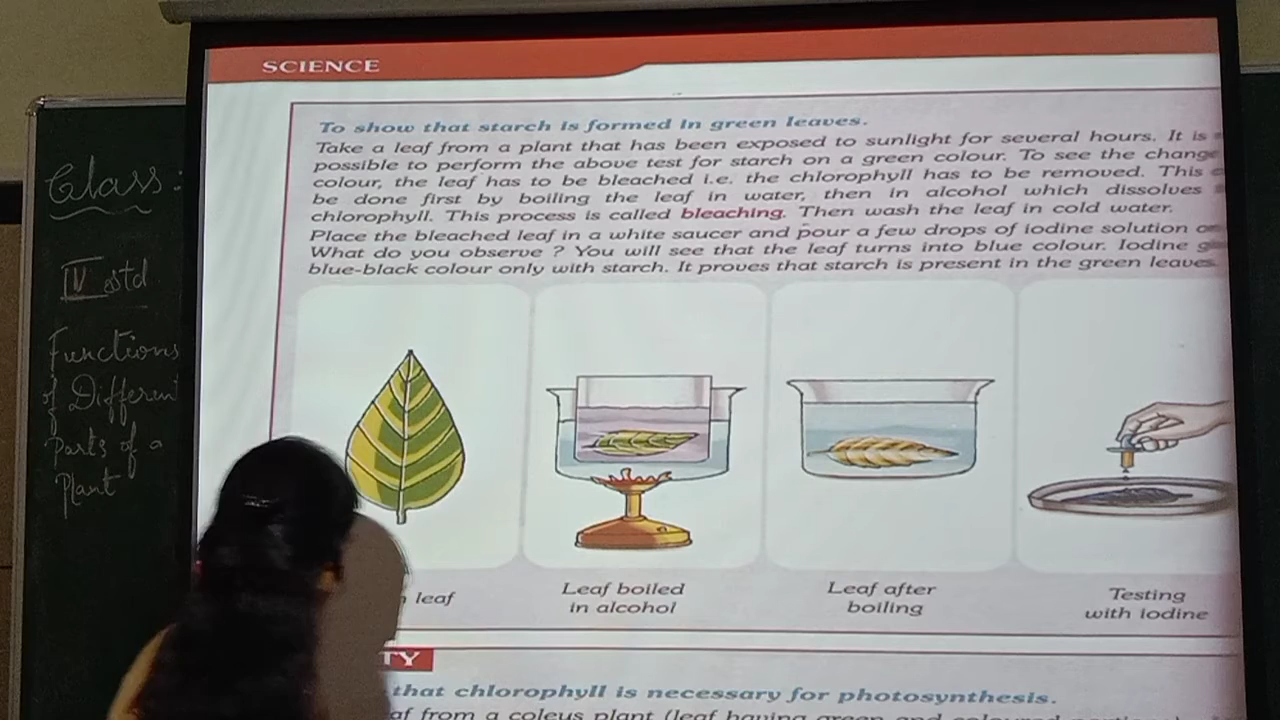 SCIENCE
To show that starch is formed in green leaves.
Take a leaf from a plant that has been exposed to sunlight for several hours. It is
possible to perform the above test for starch on a green colour. To see the change
colour, the leaf has to be bleached i.e. the chlorophyll has to be removed. This
be done first by boiling the leaf in water, then in alcohol which dissolves
chlorophyll. This process is called bleaching. Then wash the leaf in cold water.
Place the bleached leaf in a white saucer and pour a few drops of iodine solution
What do you observe ? You will see that the leaf turns into blue colour. Iodine
blue-black colour only with starch. It proves that starch is present in the green leaves
leaf
Leaf boiled
in alcohol
Leaf after
boiling
Testing
with iodine
TY
that chlorophyll is necessary for photosynthesis.
from a coleus plant (leaf having green and coloured
Class:
IV std
Functions
of Different
Parts of a
Plant